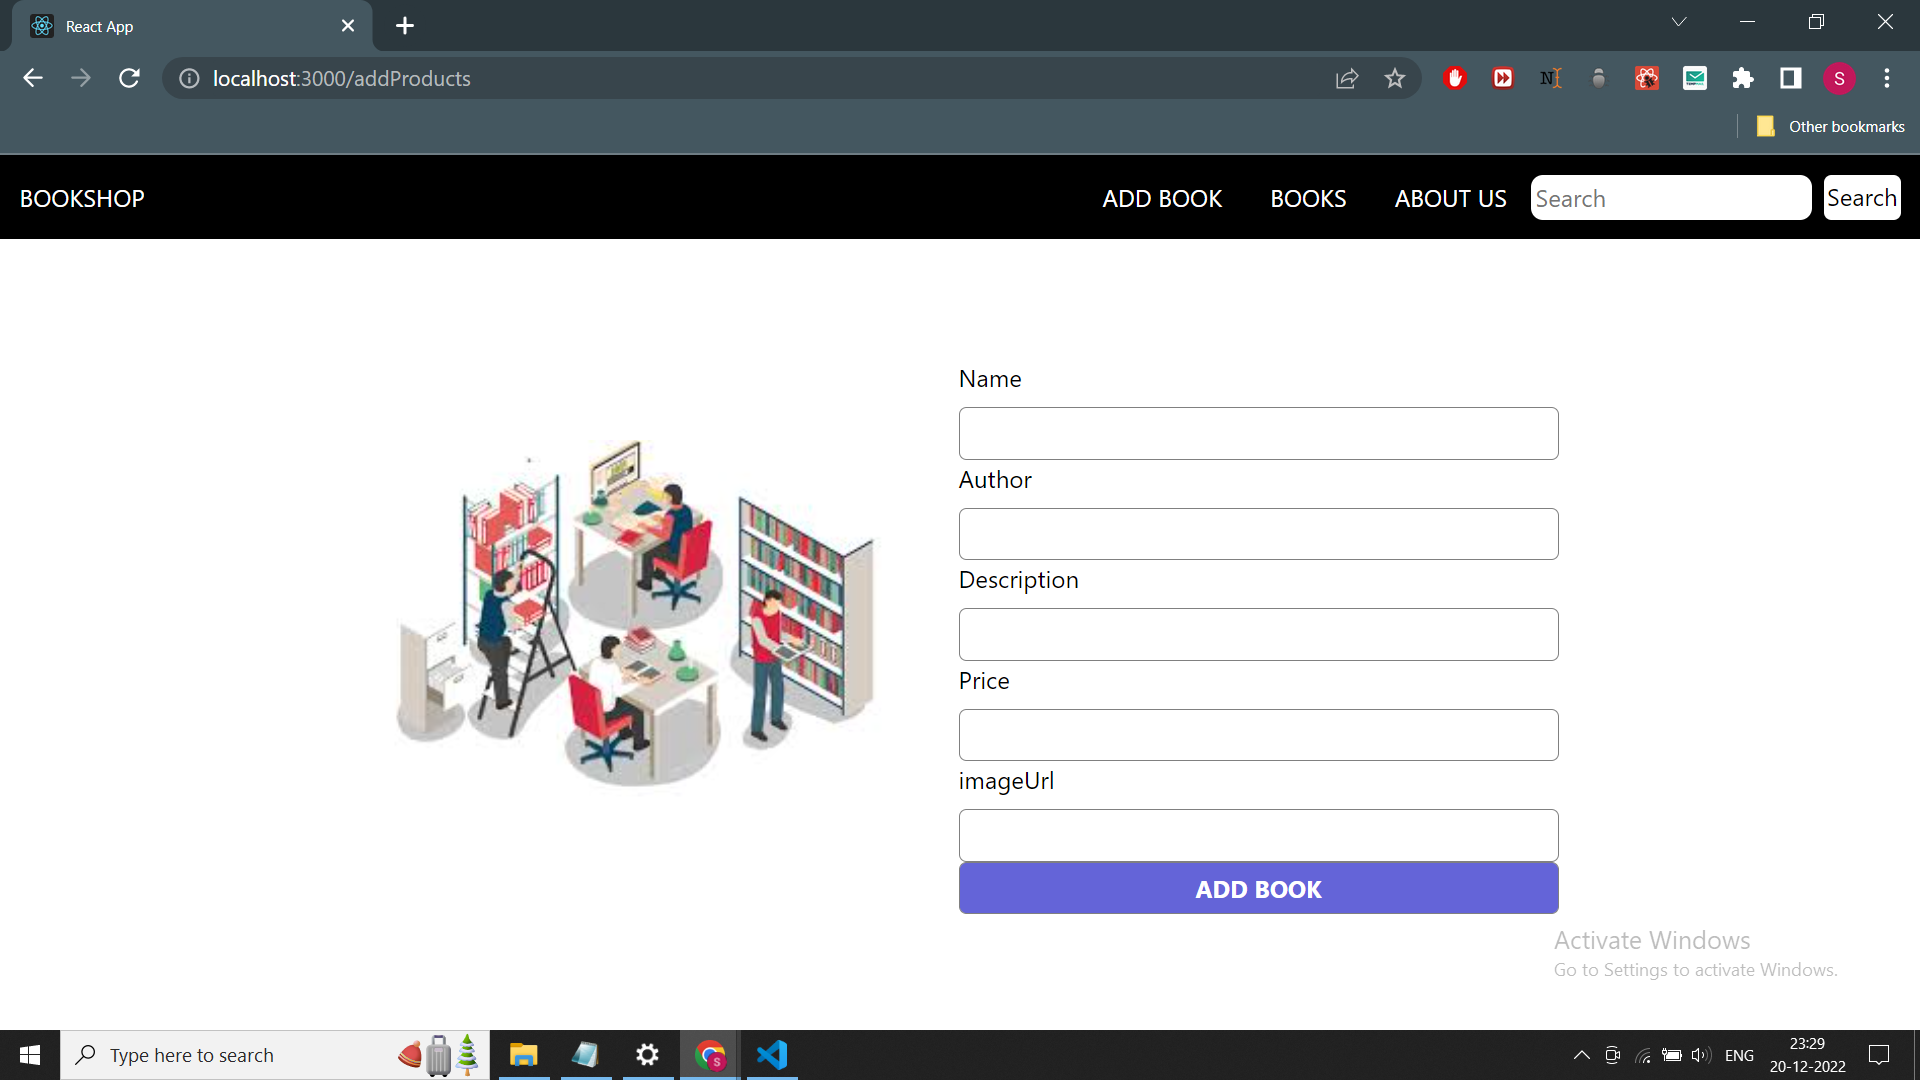 React App
localhost:3000/addProducts
S
Other bookmarks
BOOKSHOP
ADD BOOK
BOOKS
ABOUT US
Search
Search
Name
Author
Description
Price
imageUrl
ADD BOOK
Activate Windows
Go to Settings to activate Windows.
Type here to search
S
ENG
23:29
20-12-2022